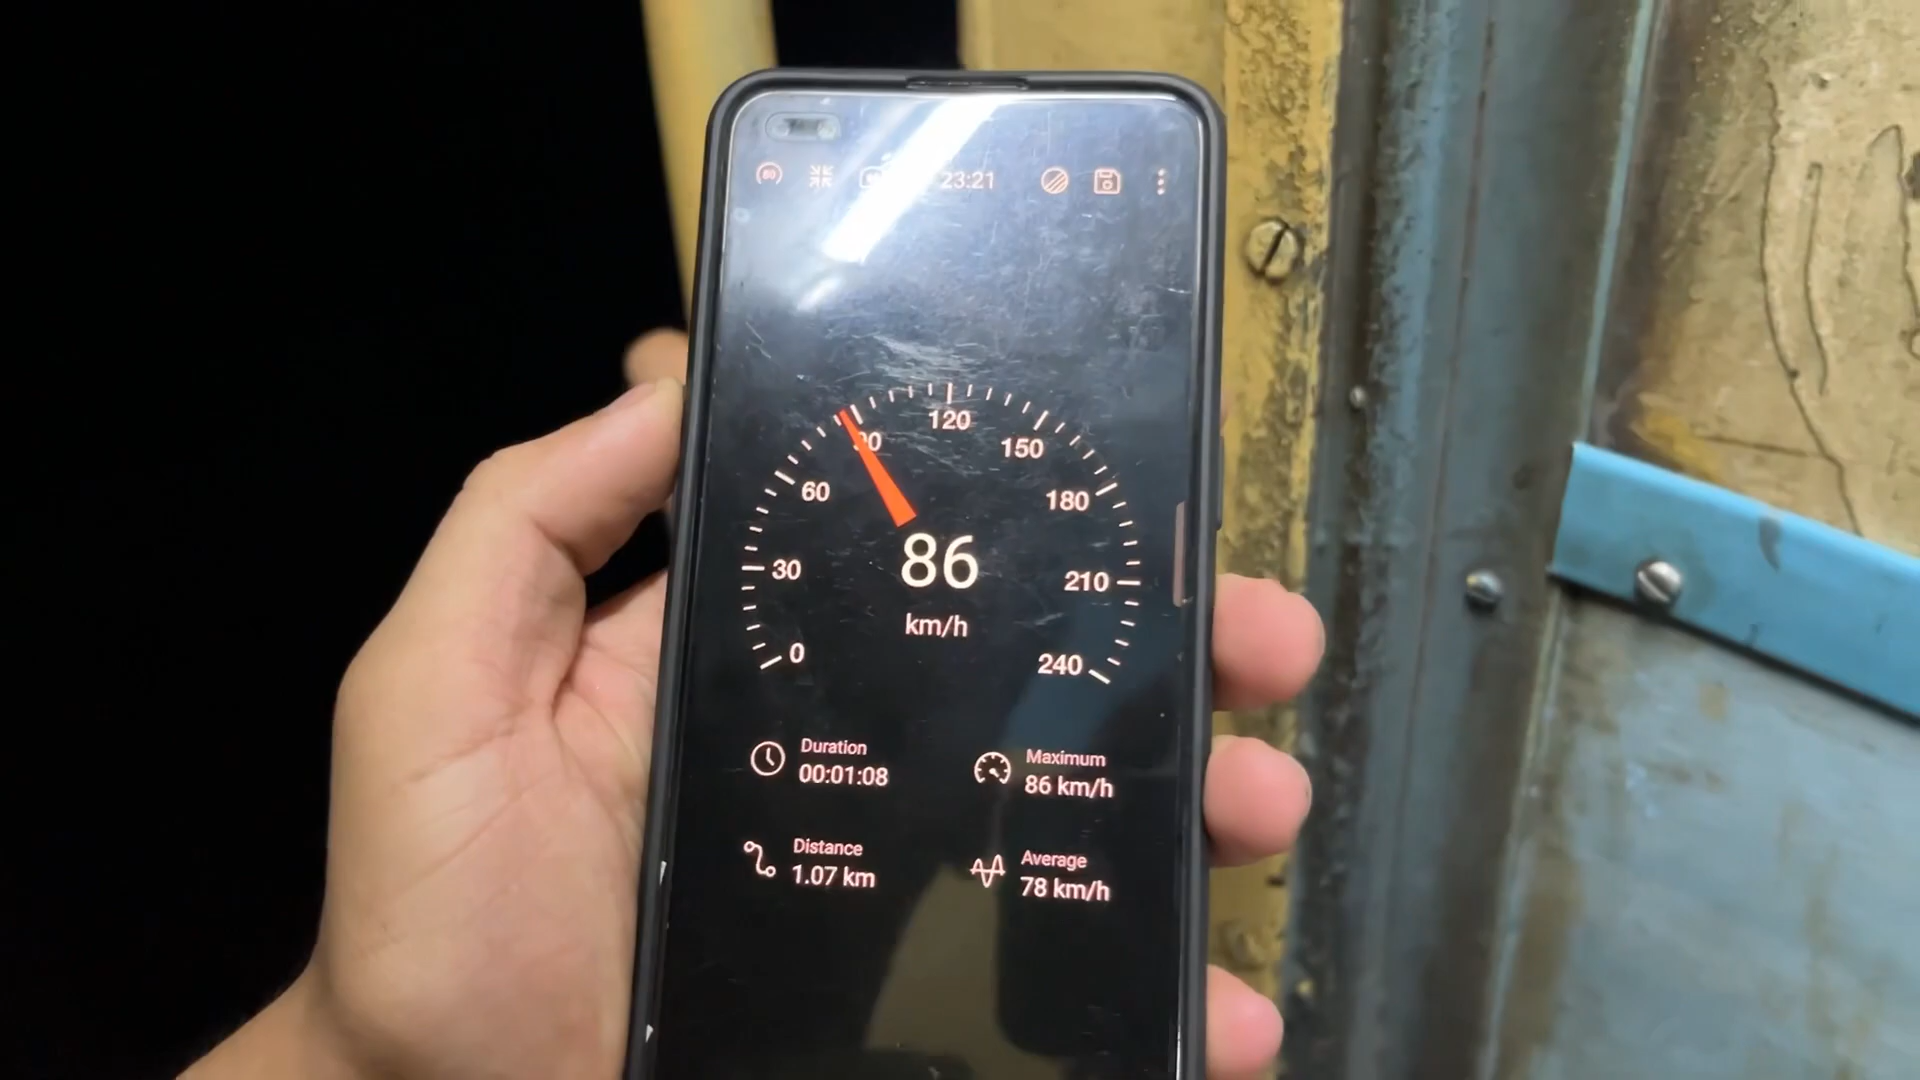 23:21
120
90
150
60
180
30
210
0
240
86
km/h
Duration
00:01:08
Maximum
86 km/h
Distance
1.07 km
Average
78 km/h